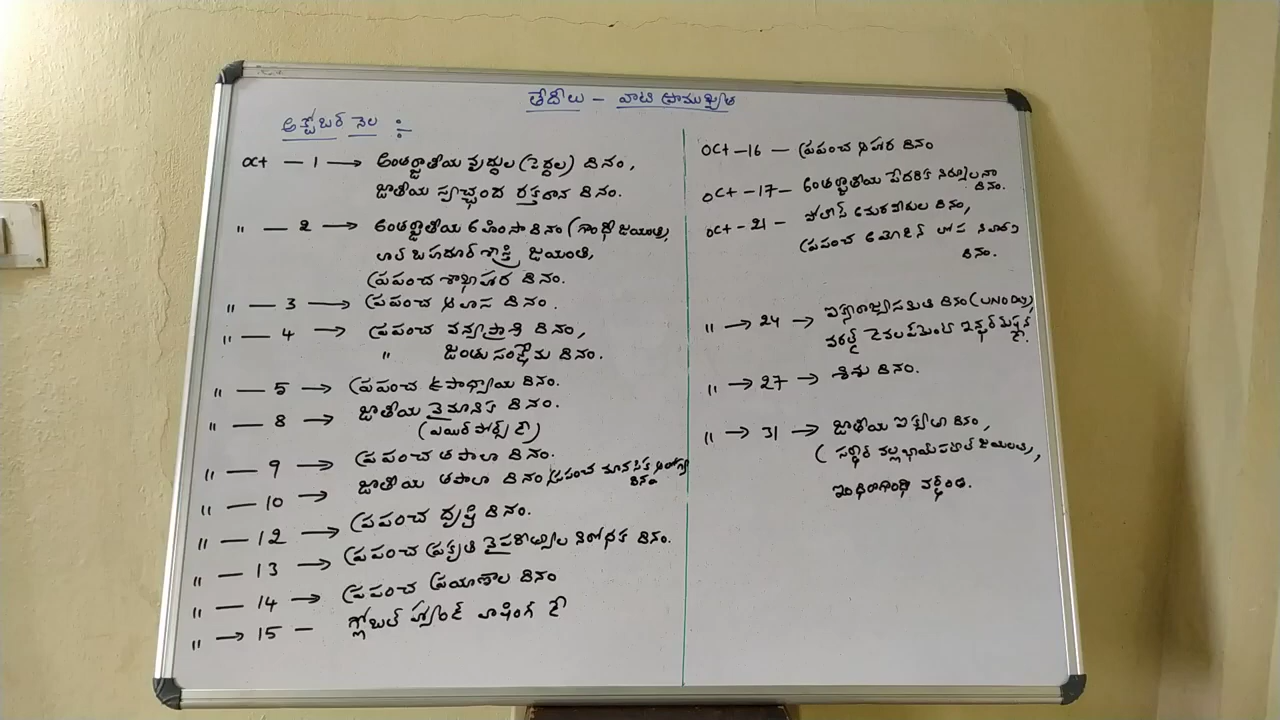 తేదీలు - వాటి ప్రాముఖ్యత
అక్టోబర్ నెల :-
OCT - 1 → అంతర్జాతీయ వృద్ధుల (పెద్దల) దినం,
జాతీయ స్వచ్ఛంద రక్తదాన దినం.
" - 2 → అంతర్జాతీయ అహింసా దినం (గాంధీ జయంతి),
లాల్ బహదూర్ శాస్త్రి జయంతి,
ప్రపంచ శాఖాహార దినం.
" - 3 → ప్రపంచ ఆవాస దినం.
" - 4 → ప్రపంచ వన్యప్రాణి దినం,
" జంతు సంక్షేమ దినం.
" - 5 → ప్రపంచ ఉపాధ్యాయ దినం.
" - 8 → జాతీయ వైమానిక దినం.
(ఎయిర్ ఫోర్స్ డే)
" - 9 → ప్రపంచ తపాలా దినం.
" - 10 → జాతీయ తపాలా దినం, ప్రపంచ మానసిక ఆరోగ్య
దినం
" - 12 → ప్రపంచ దృష్టి దినం.
" - 13 → ప్రపంచ ప్రకృతి వైపరీత్యాల నిరోధక దినం.
" - 14 → ప్రపంచ ప్రయాణాల దినం
" → 15 - గ్లోబల్ హ్యాండ్ వాషింగ్ డే
OCT - 16 - ప్రపంచ ఆహార దినం
OCT - 17 - అంతర్జాతీయ పేదరిక నిర్మూలనా
దినం.
OCT - 21 - పోలీస్ అమరవీరుల దినం,
ప్రపంచ అయోడిన్ లోప నివారణ
దినం.
" → 24 → ఐక్యరాజ్యసమితి దినం (UNO Day),
వరల్డ్ డెవలప్‌మెంట్ ఇన్ఫర్మేషన్ డే.
" → 27 → శిశు దినం.
" → 31 → జాతీయ ఐక్యతా దినం,
(సర్దార్ వల్లభాయ్ పటేల్ జయంతి),
ఇందిరాగాంధీ వర్ధంతి.